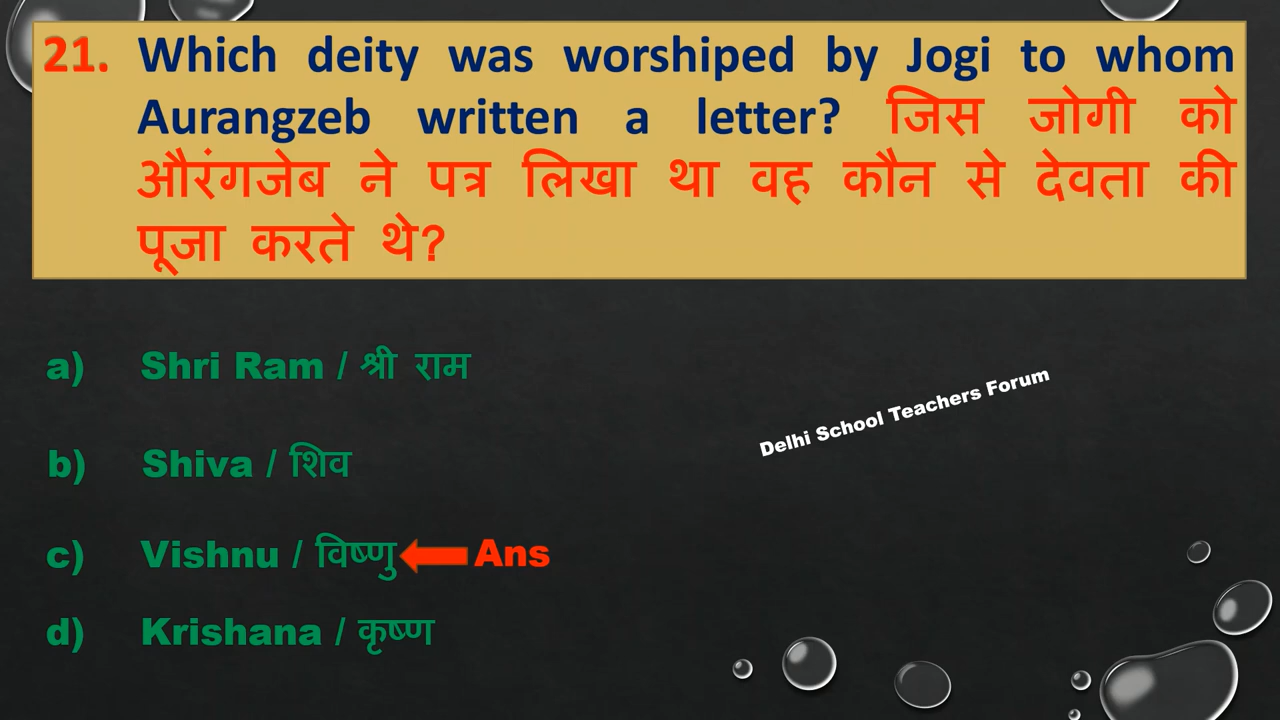 21. Which deity was worshiped by Jogi to whom
Aurangzeb written a letter? जिस जोगी को
औरंगजेब ने पत्र लिखा था वह कौन से देवता की
पूजा करते थे?
a) Shri Ram / श्री राम
Delhi School Teachers Forum
b) Shiva / शिव
c) Vishnu / विष्णु Ans
d) Krishana / कृष्ण